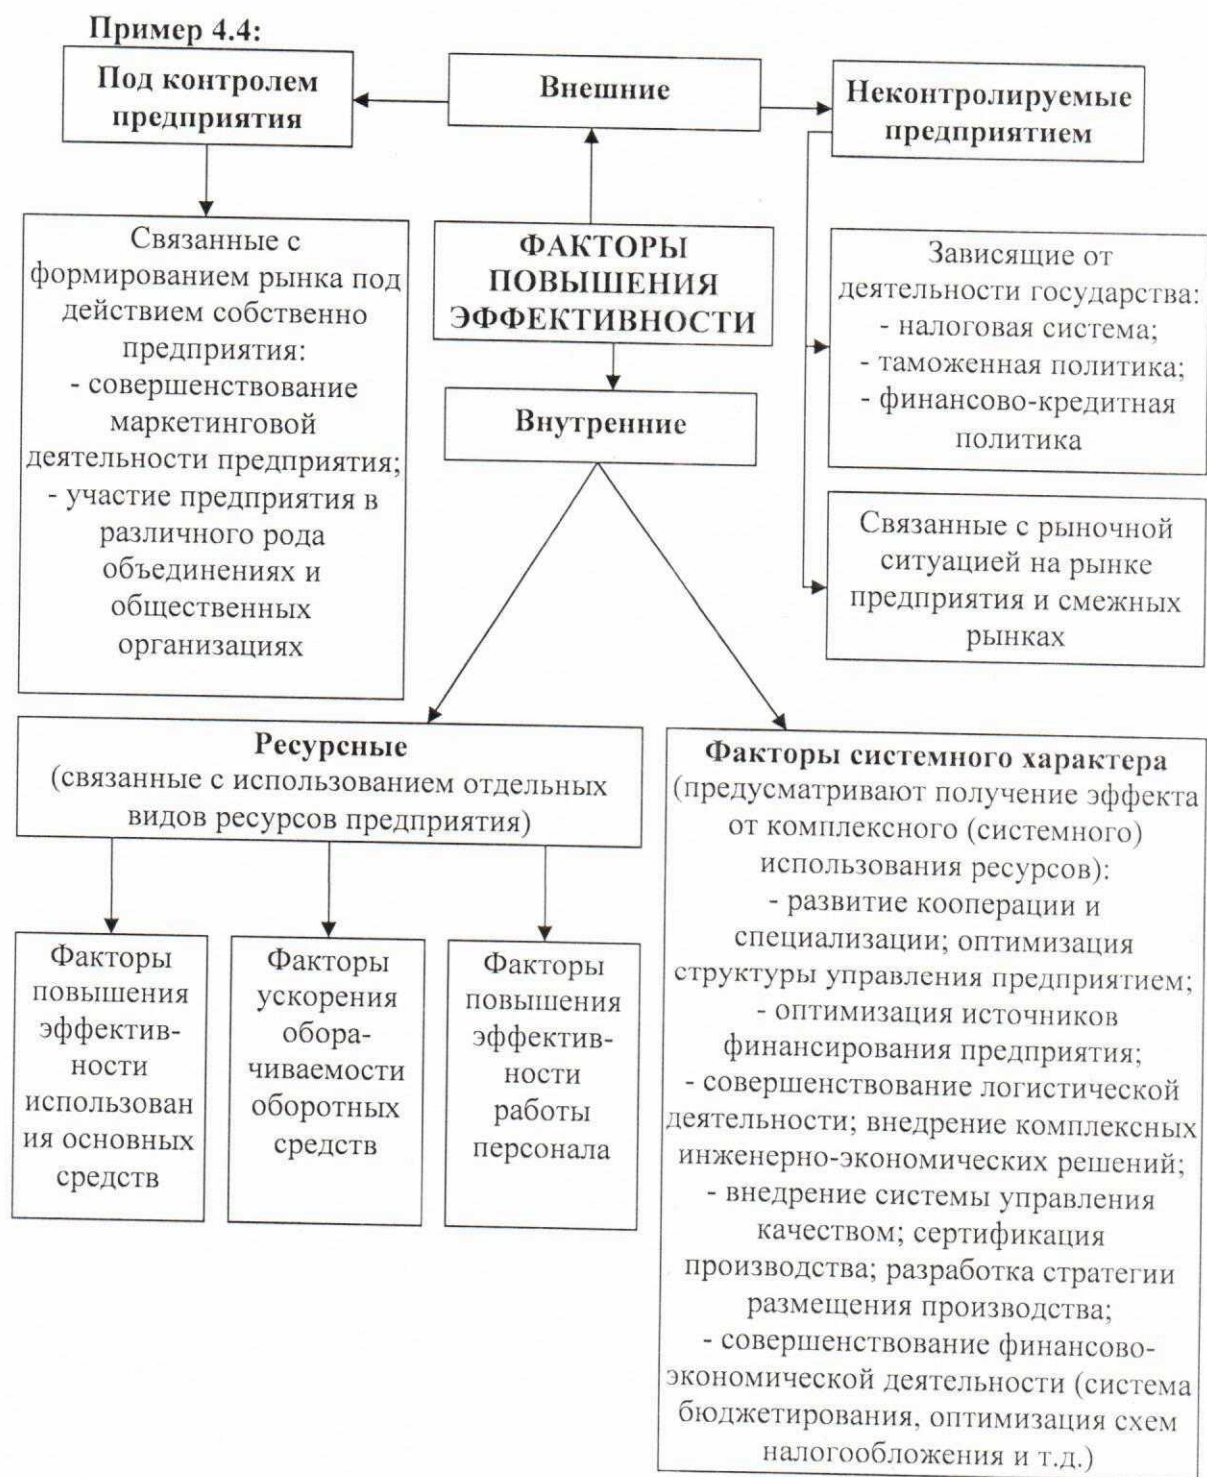 Пример 4.4:
Под контролем
предприятия
Внешние
Неконтролируемые
предприятием
Связанные с
формированием рынка под
действием собственно
предприятия:
- совершенствование
маркетинговой
деятельности предприятия;
- участие предприятия в
различного рода
объединениях и
общественных
организациях
ФАКТОРЫ
ПОВЫШЕНИЯ
ЭФФЕКТИВНОСТИ
Внутренние
Зависящие от
деятельности государства:
- налоговая система;
- таможенная политика;
- финансово-кредитная
политика
Связанные с рыночной
ситуацией на рынке
предприятия и смежных
рынках
Ресурсные
(связанные с использованием отдельных
видов ресурсов предприятия)
Факторы
повышения
эффектив-
ности
использован
ия основных
средств
Факторы
ускорения
обора-
чиваемости
оборотных
средств
Факторы
повышения
эффектив-
ности
работы
персонала
Факторы системного характера
(предусматривают получение эффекта
от комплексного (системного)
использования ресурсов):
- развитие кооперации и
специализации; оптимизация
структуры управления предприятием;
- оптимизация источников
финансирования предприятия;
- совершенствование логистической
деятельности; внедрение комплексных
инженерно-экономических решений;
- внедрение системы управления
качеством; сертификация
производства; разработка стратегии
размещения производства;
- совершенствование финансово-
экономической деятельности (система
бюджетирования, оптимизация схем
налогообложения и т.д.)